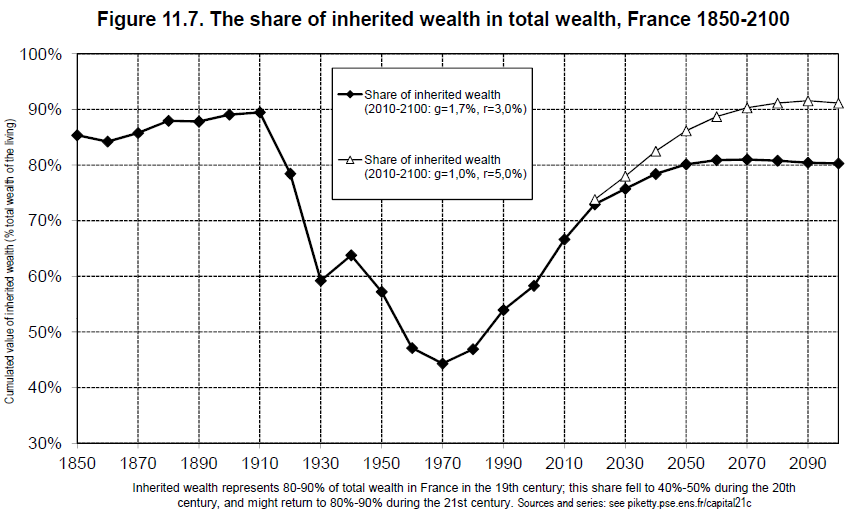 Figure 11.7. The share of inherited wealth in total wealth, France 1850-2100
Cumulated value of inherited wealth (% total wealth of the living)
100%
90%
80%
70%
60%
50%
40%
30%
Share of inherited wealth
(2010-2100: g=1,7%, r=3,0%)
Share of inherited wealth
(2010-2100: g=1,0%, r=5,0%)
1850 1870 1890 1910 1930 1950 1970 1990 2010 2030 2050 2070 2090
Inherited wealth represents 80-90% of total wealth in France in the 19th century; this share fell to 40%-50% during the 20th
century, and might return to 80%-90% during the 21st century. Sources and series: see piketty.pse.ens.fr/capital21c